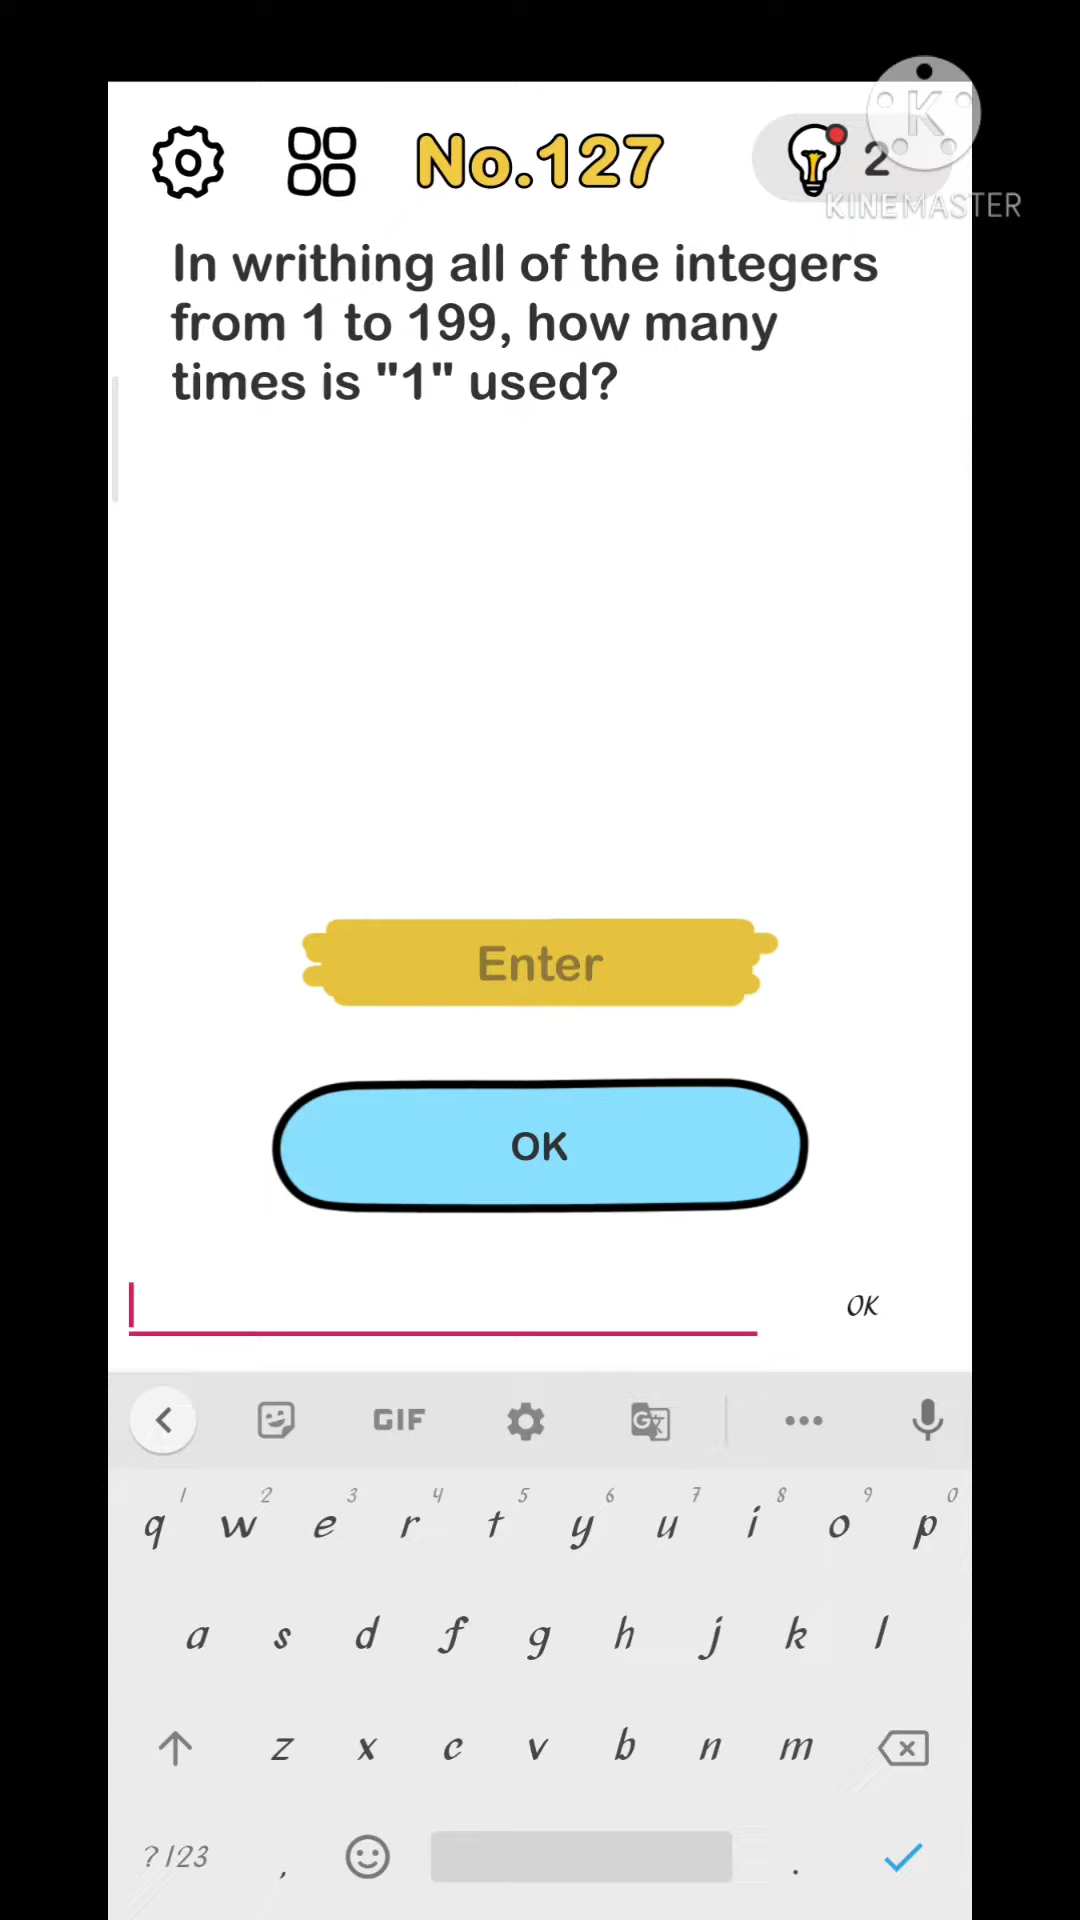 No.127
2
KINEMASTER
In writhing all of the integers
from 1 to 199, how many
times is "1" used?
Enter
OK
OK
GIF
1 2 3 4 5 6 7 8 9 0
q w e r t y u i o p
a s d f g h j k l
z x c v b n m
?123 , .